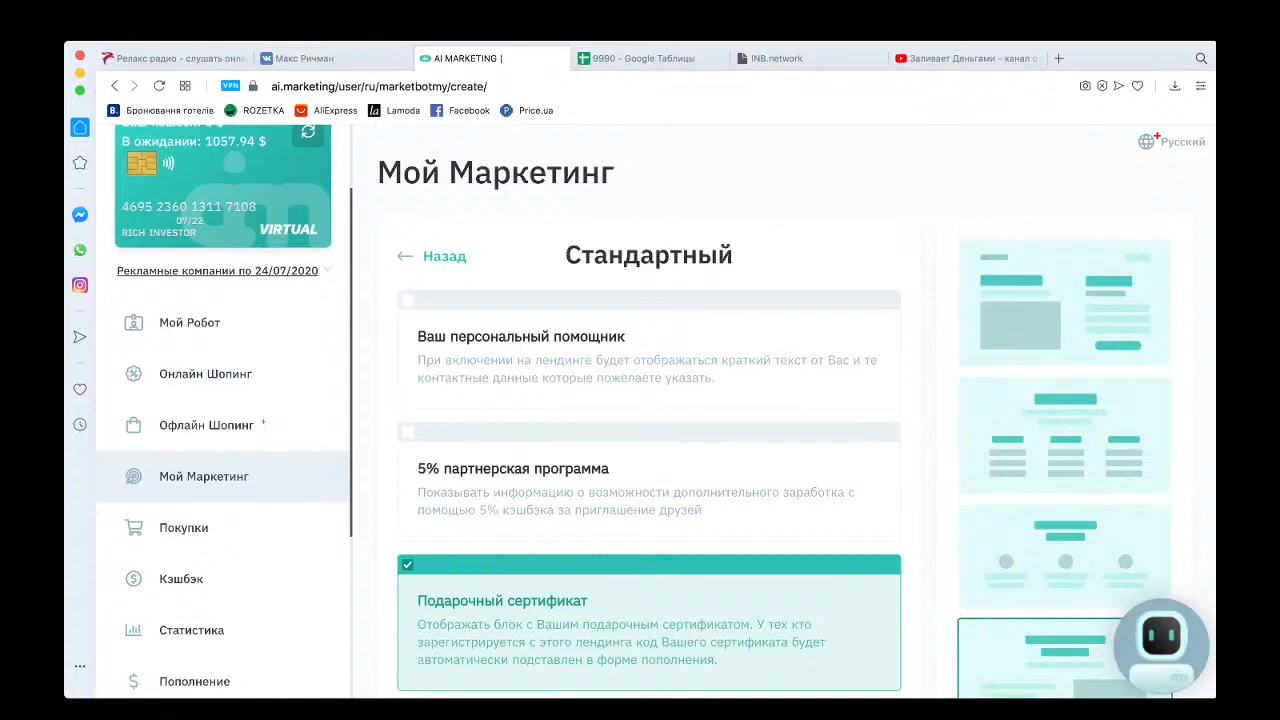 Релакс радио - слушать онла
Макс Ричман
AI MARKETING |
9990 - Google Таблицы
INB.network
Заливает Деньгами - канал о
VPN
ai.marketing/user/ru/marketbotmy/create/
Бронювання готелів
ROZETKA
AliExpress
Lamoda
Facebook
Price.ua
В ожидании: 1057.94 $
4695 2360 1311 7108
07/22
RICH INVESTOR
VIRTUAL
Рекламные компании по 24/07/2020
Мой Робот
Онлайн Шопинг
Офлайн Шопинг +
Мой Маркетинг
Покупки
Кэшбэк
Статистика
Пополнение
Русский
Мой Маркетинг
Назад
Стандартный
Ваш персональный помощник
При включении на лендинге будет отображаться краткий текст от Вас и те
контактные данные которые пожелаете указать.
5% партнерская программа
Показывать информацию о возможности дополнительного заработка с
помощью 5% кэшбэка за приглашение друзей
Подарочный сертификат
Отображать блок с Вашим подарочным сертификатом. У тех кто
зарегистрируется с этого лендинга код Вашего сертификата будет
автоматически подставлен в форме пополнения.